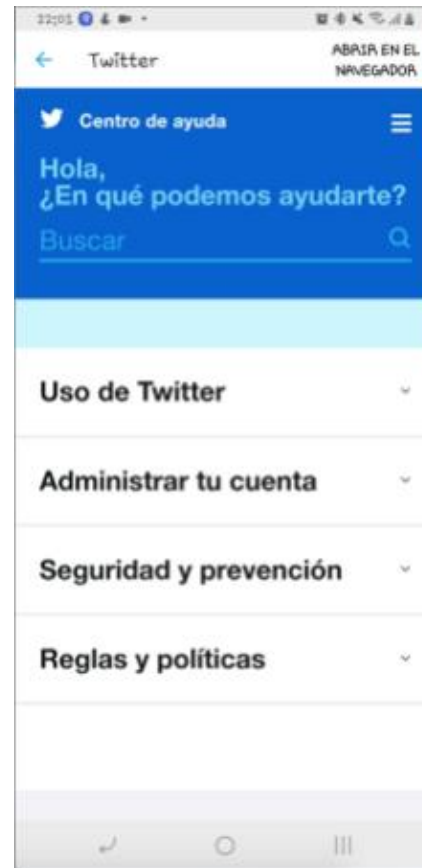 22:01
Twitter
ABRIR EN EL
NAVEGADOR
Centro de ayuda
Hola,
¿En qué podemos ayudarte?
Buscar
Uso de Twitter
Administrar tu cuenta
Seguridad y prevención
Reglas y políticas